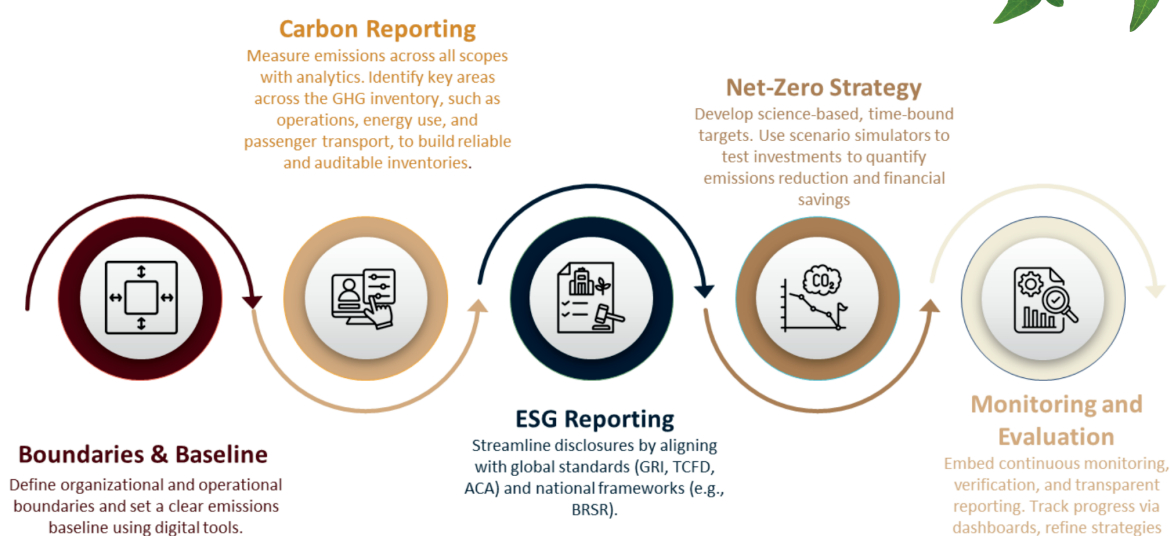 Boundaries & Baseline
Define organizational and operational
boundaries and set a clear emissions
baseline using digital tools.
Carbon Reporting
Measure emissions across all scopes
with analytics. Identify key areas
across the GHG inventory, such as
operations, energy use, and
passenger transport, to build reliable
and auditable inventories.
ESG Reporting
Streamline disclosures by aligning
with global standards (GRI, TCFD,
ACA) and national frameworks (e.g.,
BRSR).
Net-Zero Strategy
Develop science-based, time-bound
targets. Use scenario simulators to
test investments to quantify
emissions reduction and financial
savings
CO2
Monitoring and
Evaluation
Embed continuous monitoring,
verification, and transparent
reporting. Track progress via
dashboards, refine strategies